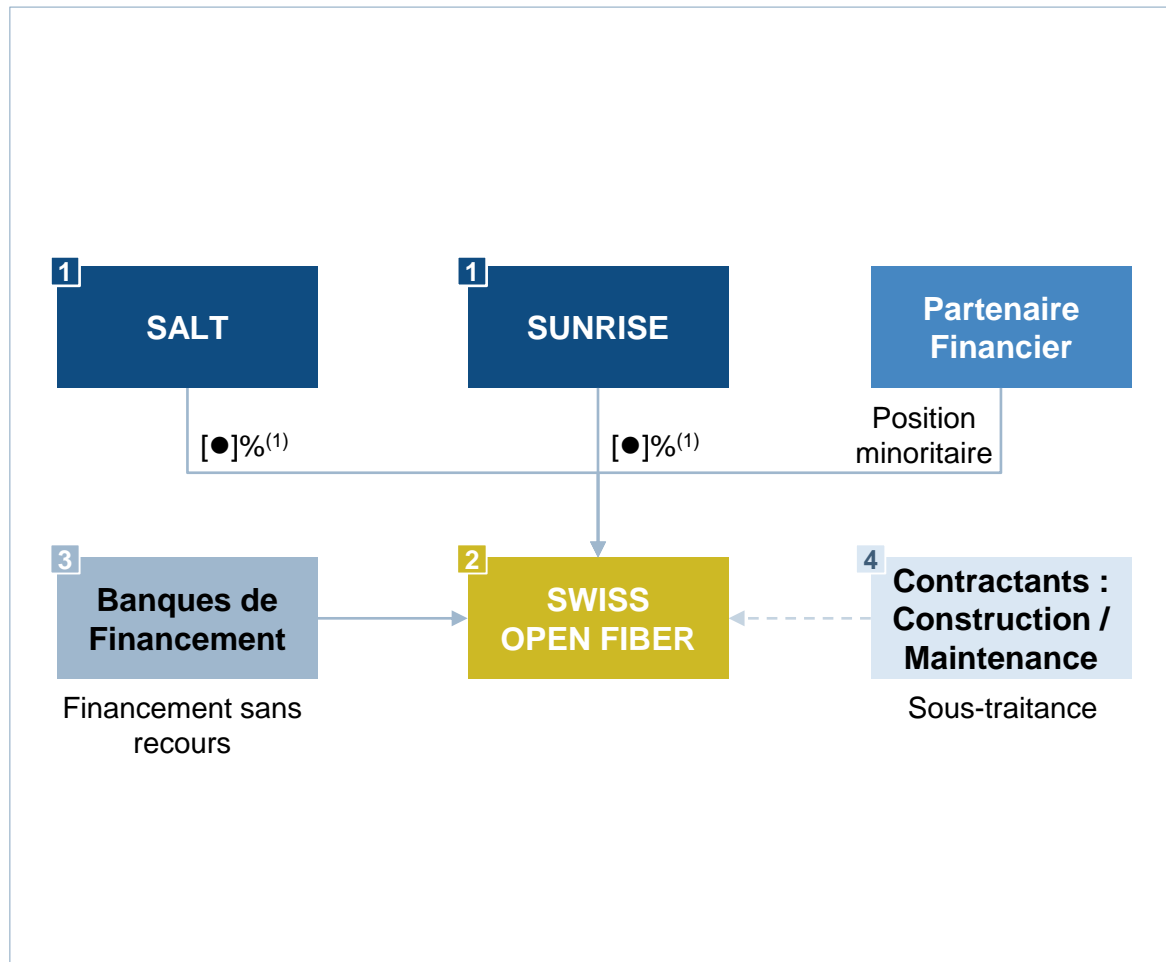 1
SALT
1
SUNRISE
Partenaire
Financier
[●]%(1)
[●]%(1)
Position
minoritaire
3
Banques de
Financement
Financement sans
recours
2
SWISS
OPEN FIBER
4
Contractants :
Construction /
Maintenance
Sous-traitance